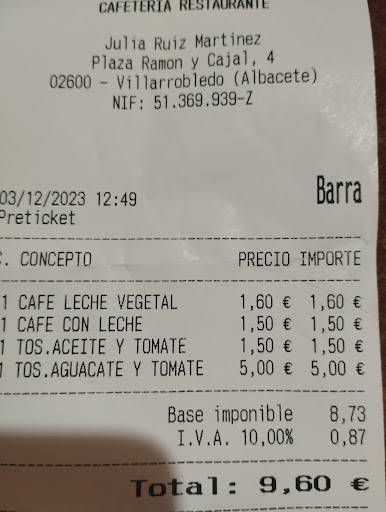 CAFETERIA RESTAURANTE
Julia Ruiz Martinez
Plaza Ramon y Cajal, 4
02600 - Villarrobledo (Albacete)
NIF: 51.369.939-Z
03/12/2023 12:49
Barra
Preticket
C. CONCEPTO PRECIO IMPORTE
1 CAFE LECHE VEGETAL 1,60 € 1,60 €
1 CAFE CON LECHE 1,50 € 1,50 €
1 TOS.ACEITE Y TOMATE 1,50 € 1,50 €
1 TOS.AGUACATE Y TOMATE 5,00 € 5,00 €
Base imponible 8,73
I.V.A. 10,00% 0,87
Total: 9,60 €